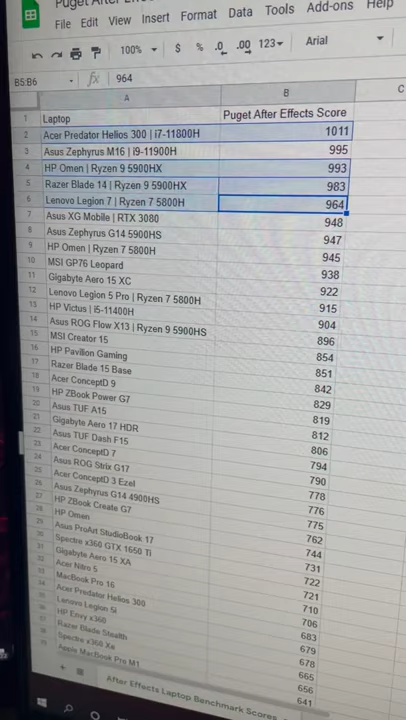 Puget After Effe
File Edit View Insert Format Data Tools Add-ons Help
100% $ % .0 .00 123 Arial
B5:B6 fx 964
A B C
1 Laptop Puget After Effects Score
2 Acer Predator Helios 300 | i7-11800H 1011
3 Asus Zephyrus M16 | i9-11900H 995
4 HP Omen | Ryzen 9 5900HX 993
5 Razer Blade 14 | Ryzen 9 5900HX 983
6 Lenovo Legion 7 | Ryzen 7 5800H 964
7 Asus XG Mobile | RTX 3080 948
8 Asus Zephyrus G14 5900HS 947
9 HP Omen | Ryzen 7 5800H 945
10 MSI GP76 Leopard 938
11 Gigabyte Aero 15 XC 922
12 Lenovo Legion 5 Pro | Ryzen 7 5800H 915
13 HP Victus | i5-11400H 904
14 Asus ROG Flow X13 | Ryzen 9 5900HS 896
15 MSI Creator 15 854
16 HP Pavilion Gaming 851
17 Razer Blade 15 Base 842
18 Acer ConceptD 9 829
19 HP ZBook Power G7 819
20 Asus TUF A15 812
21 Gigabyte Aero 17 HDR 806
22 Asus TUF Dash F15 794
23 Acer ConceptD 7 790
24 Asus ROG Strix G17 778
25 Acer ConceptD 3 Ezel 776
26 Asus Zephyrus G14 4900HS 775
27 HP ZBook Create G7 762
28 HP Omen 744
29 Asus ProArt StudioBook 17 731
30 Spectre x360 GTX 1650 Ti 722
31 Gigabyte Aero 15 XA 721
Acer Nitro 5 710
MacBook Pro 16 706
Acer Predator Helios 300 683
Lenovo Legion 5i 679
HP Envy x360 678
Razer Blade Stealth 665
Spectre x360 Xe 656
Apple MacBook Pro M1 641
After Effects Laptop Benchmark Scores